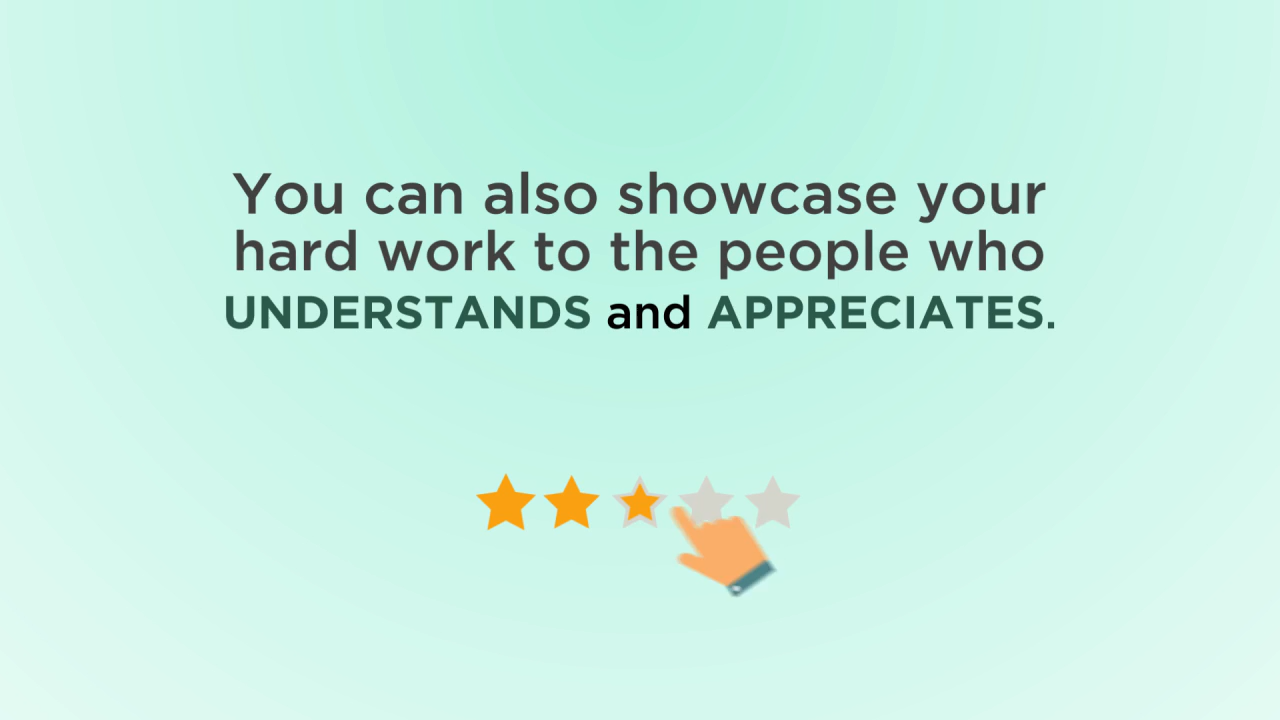 You can also showcase your
hard work to the people who
UNDERSTANDS and APPRECIATES.